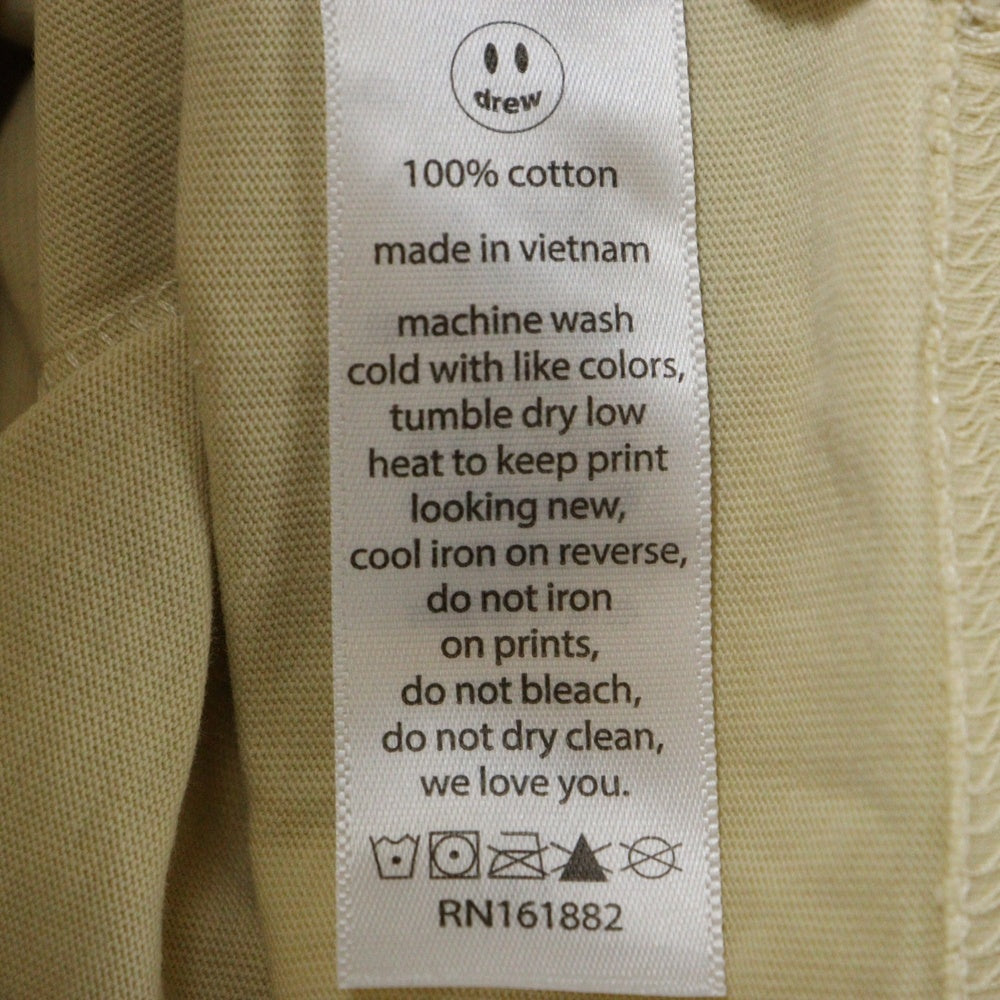 drew
100% cotton
made in vietnam
machine wash
cold with like colors,
tumble dry low
heat to keep print
looking new,
cool iron on reverse,
do not iron
on prints,
do not bleach,
do not dry clean,
we love you.
RN161882